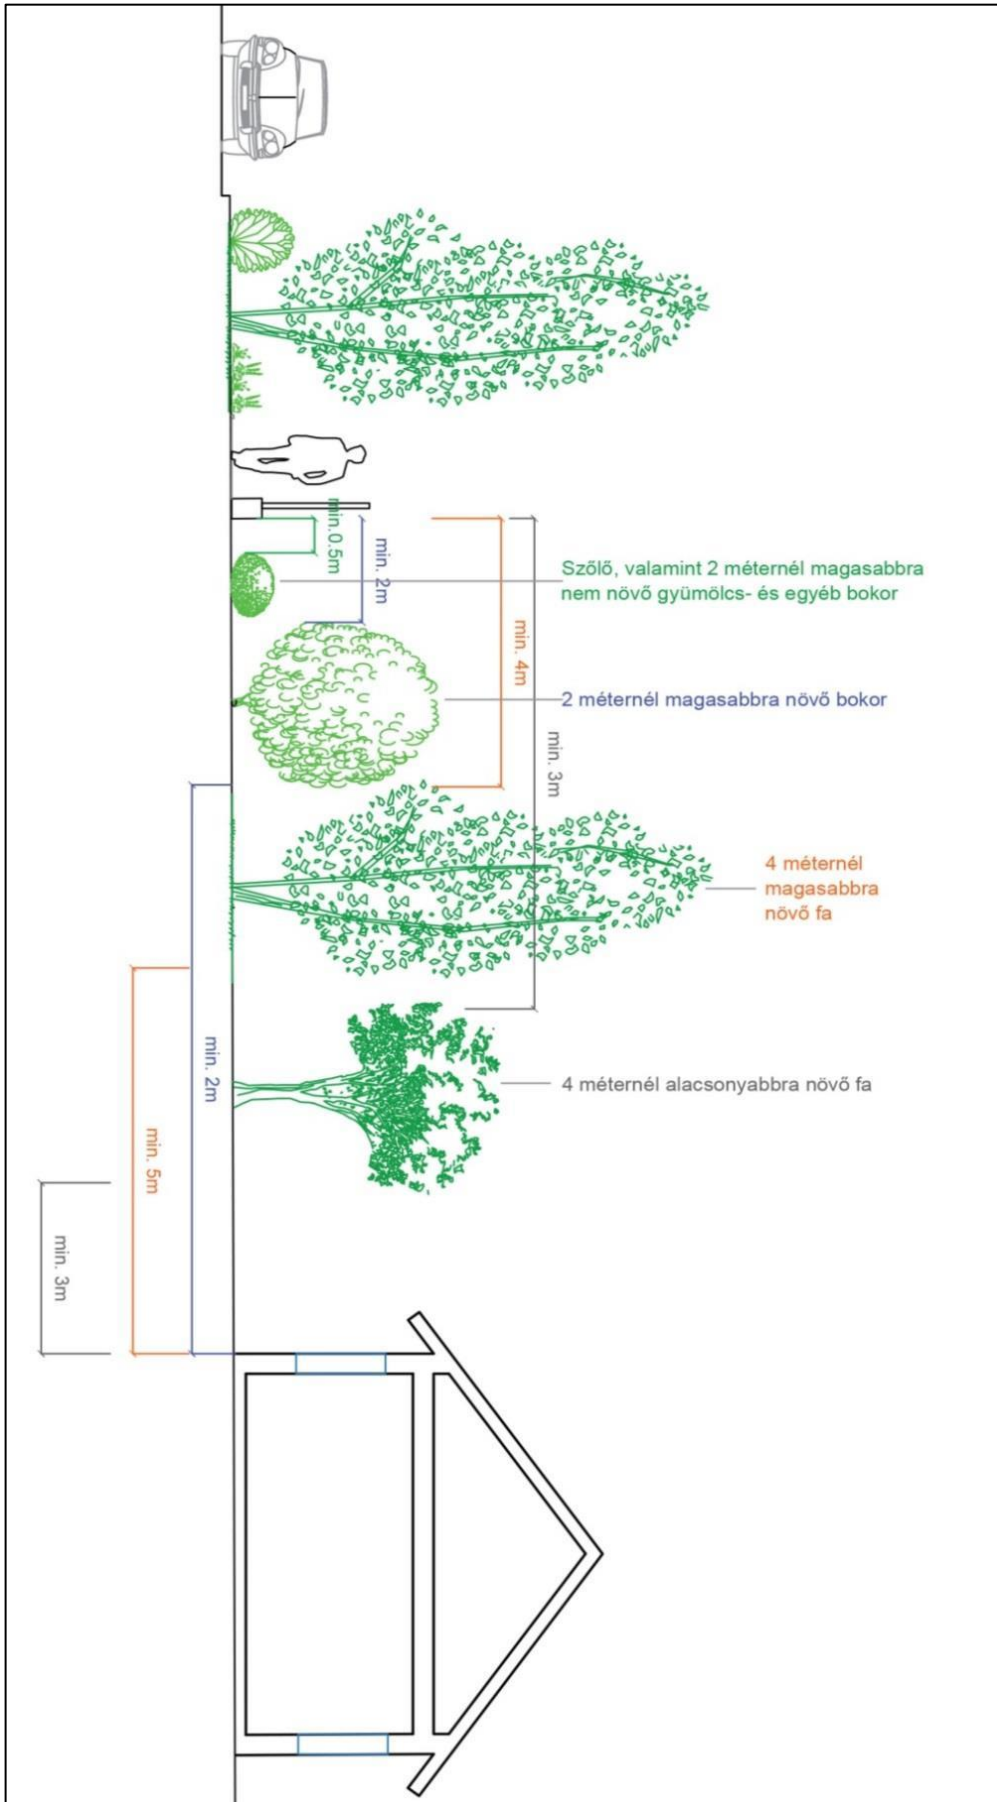 min.0.5m
min. 2m
Szőlő, valamint 2 méternél magasabbra
nem növő gyümölcs- és egyéb bokor
min. 4m
2 méternél magasabbra növő bokor
min. 3m
4 méternél
magasabbra
növő fa
min. 2m
4 méternél alacsonyabbra növő fa
min. 5m
min. 3m